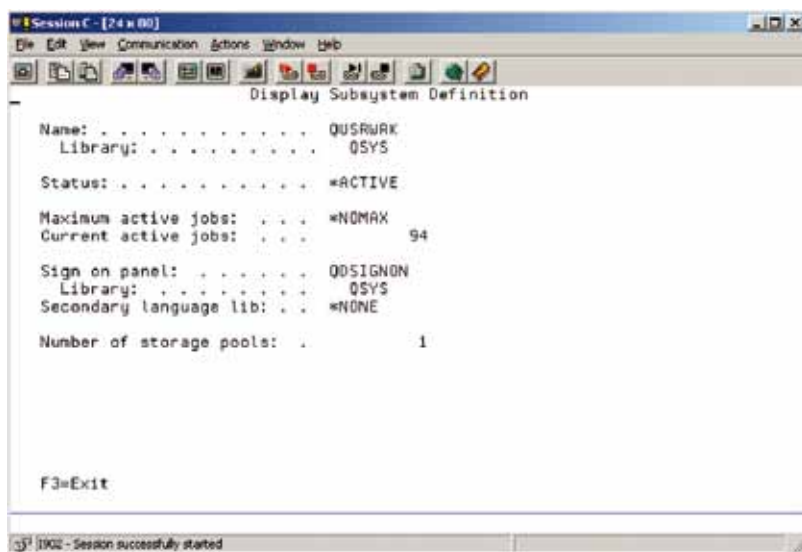 Session C - [24 x 80]
File Edit View Communication Actions Window Help
Display Subsystem Definition
Name: . . . . . . . . . . . QUSRWRK
Library: . . . . . . . . . QSYS
Status: . . . . . . . . . . *ACTIVE
Maximum active jobs: . . . *NOMAX
Current active jobs: . . . 94
Sign on panel: . . . . . . QDSIGNON
Library: . . . . . . . . QSYS
Secondary language lib: . . *NONE
Number of storage pools: . 1
F3=Exit
I902 - Session successfully started